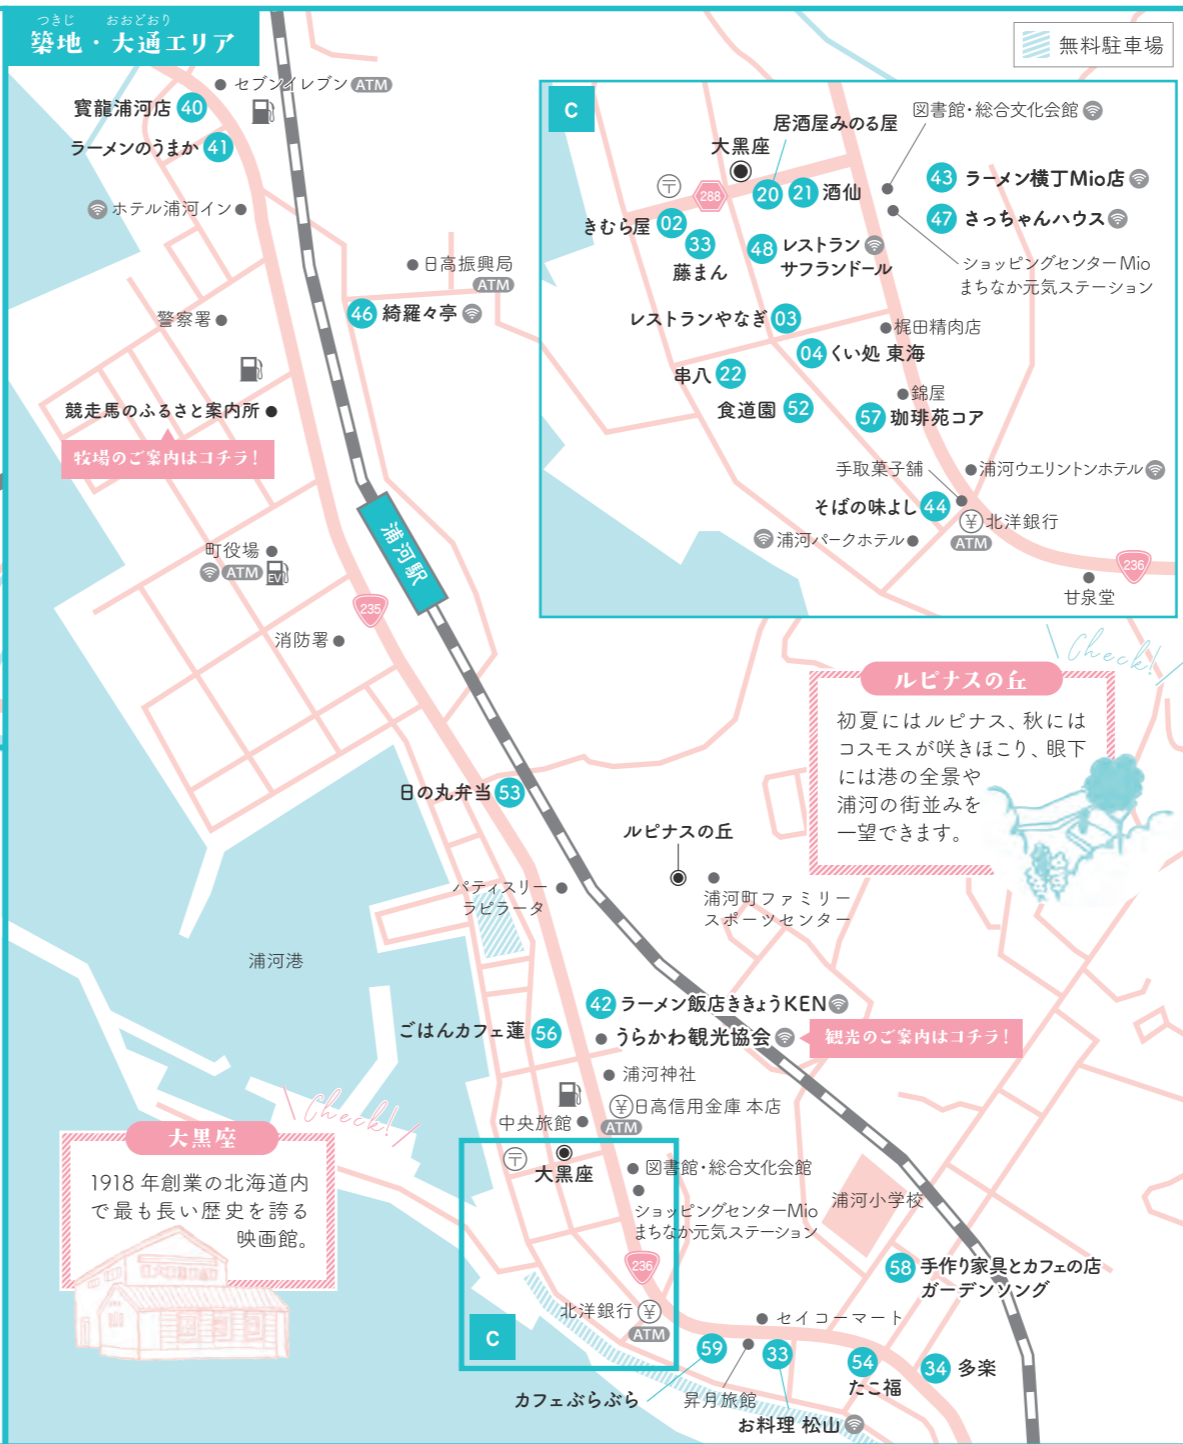 つきじ おおどおり
築地・大通エリア
無料駐車場
セブンイレブン ATM
寳龍浦河店 40
ラーメンのうまか 41
ホテル浦河イン
日高振興局
ATM
46 綺羅々亭
警察署
競走馬のふるさと案内所
牧場のご案内はコチラ!
浦河駅
町役場
ATM EV
235
消防署
C
図書館・総合文化会館
居酒屋みのる屋
大黒座
〒
288
20
21 酒仙
43 ラーメン横丁Mio店
47 さっちゃんハウス
きむら屋 02
33
藤まん
48 レストラン
サフランドール
ショッピングセンターMio
まちなか元気ステーション
レストランやなぎ 03
梶田精肉店
04 くい処 東海
串八 22
錦屋
食道園 52
57 珈琲苑コア
手取菓子舗
浦河ウエリントンホテル
そばの味よし 44
¥ 北洋銀行
ATM
浦河パークホテル
236
甘泉堂
Check!
ルピナスの丘
初夏にはルピナス、秋には
コスモスが咲きほこり、眼下
には港の全景や
浦河の街並みを
一望できます。
日の丸弁当 53
ルピナスの丘
パティスリー
ラピラータ
浦河町ファミリー
スポーツセンター
浦河港
42 ラーメン飯店ききょうKEN
ごはんカフェ蓮 56
うらかわ観光協会
観光のご案内はコチラ!
浦河神社
¥ 日高信用金庫 本店
ATM
中央旅館
Check!
大黒座
1918 年創業の北海道内
で最も長い歴史を誇る
映画館。
〒
大黒座
図書館・総合文化会館
ショッピングセンターMio
まちなか元気ステーション
浦河小学校
236
58 手作り家具とカフェの店
ガーデンソング
北洋銀行 ¥
ATM
C
セイコーマート
59
33
54
たこ福
34 多楽
カフェぶらぶら
昇月旅館
お料理 松山